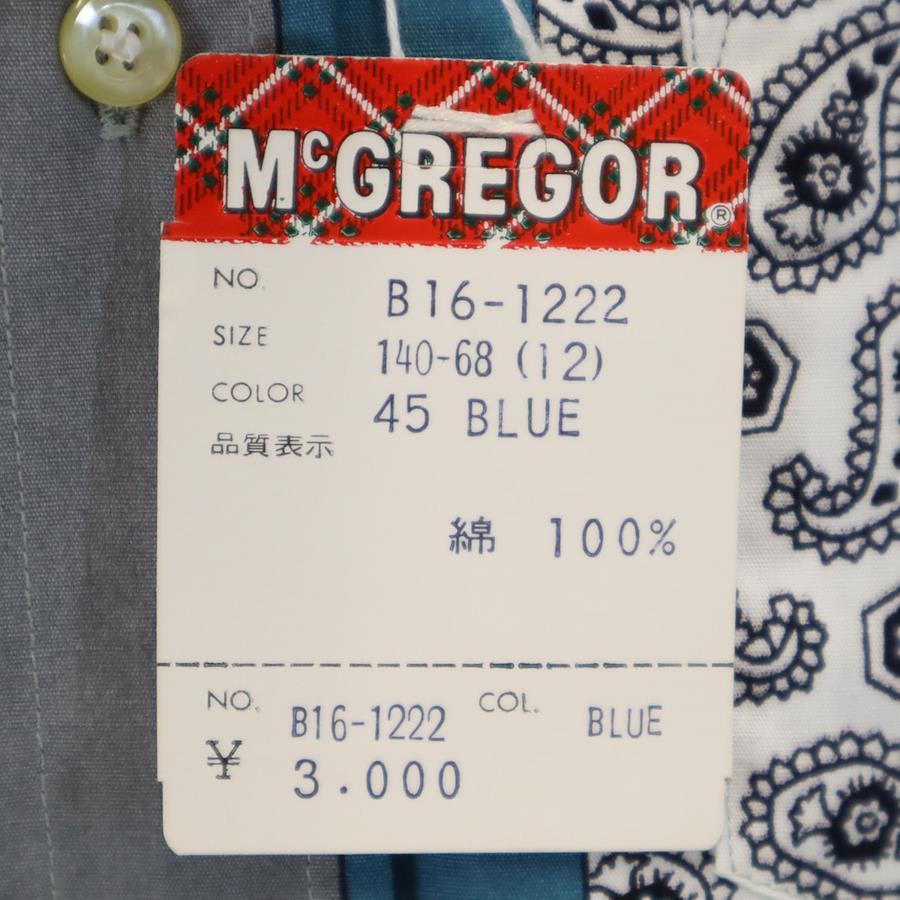 McGREGOR®
NO. B16-1222
SIZE 140-68 (12)
COLOR 45 BLUE
品質表示
綿 100%
NO. B16-1222 COL. BLUE
¥ 3.000